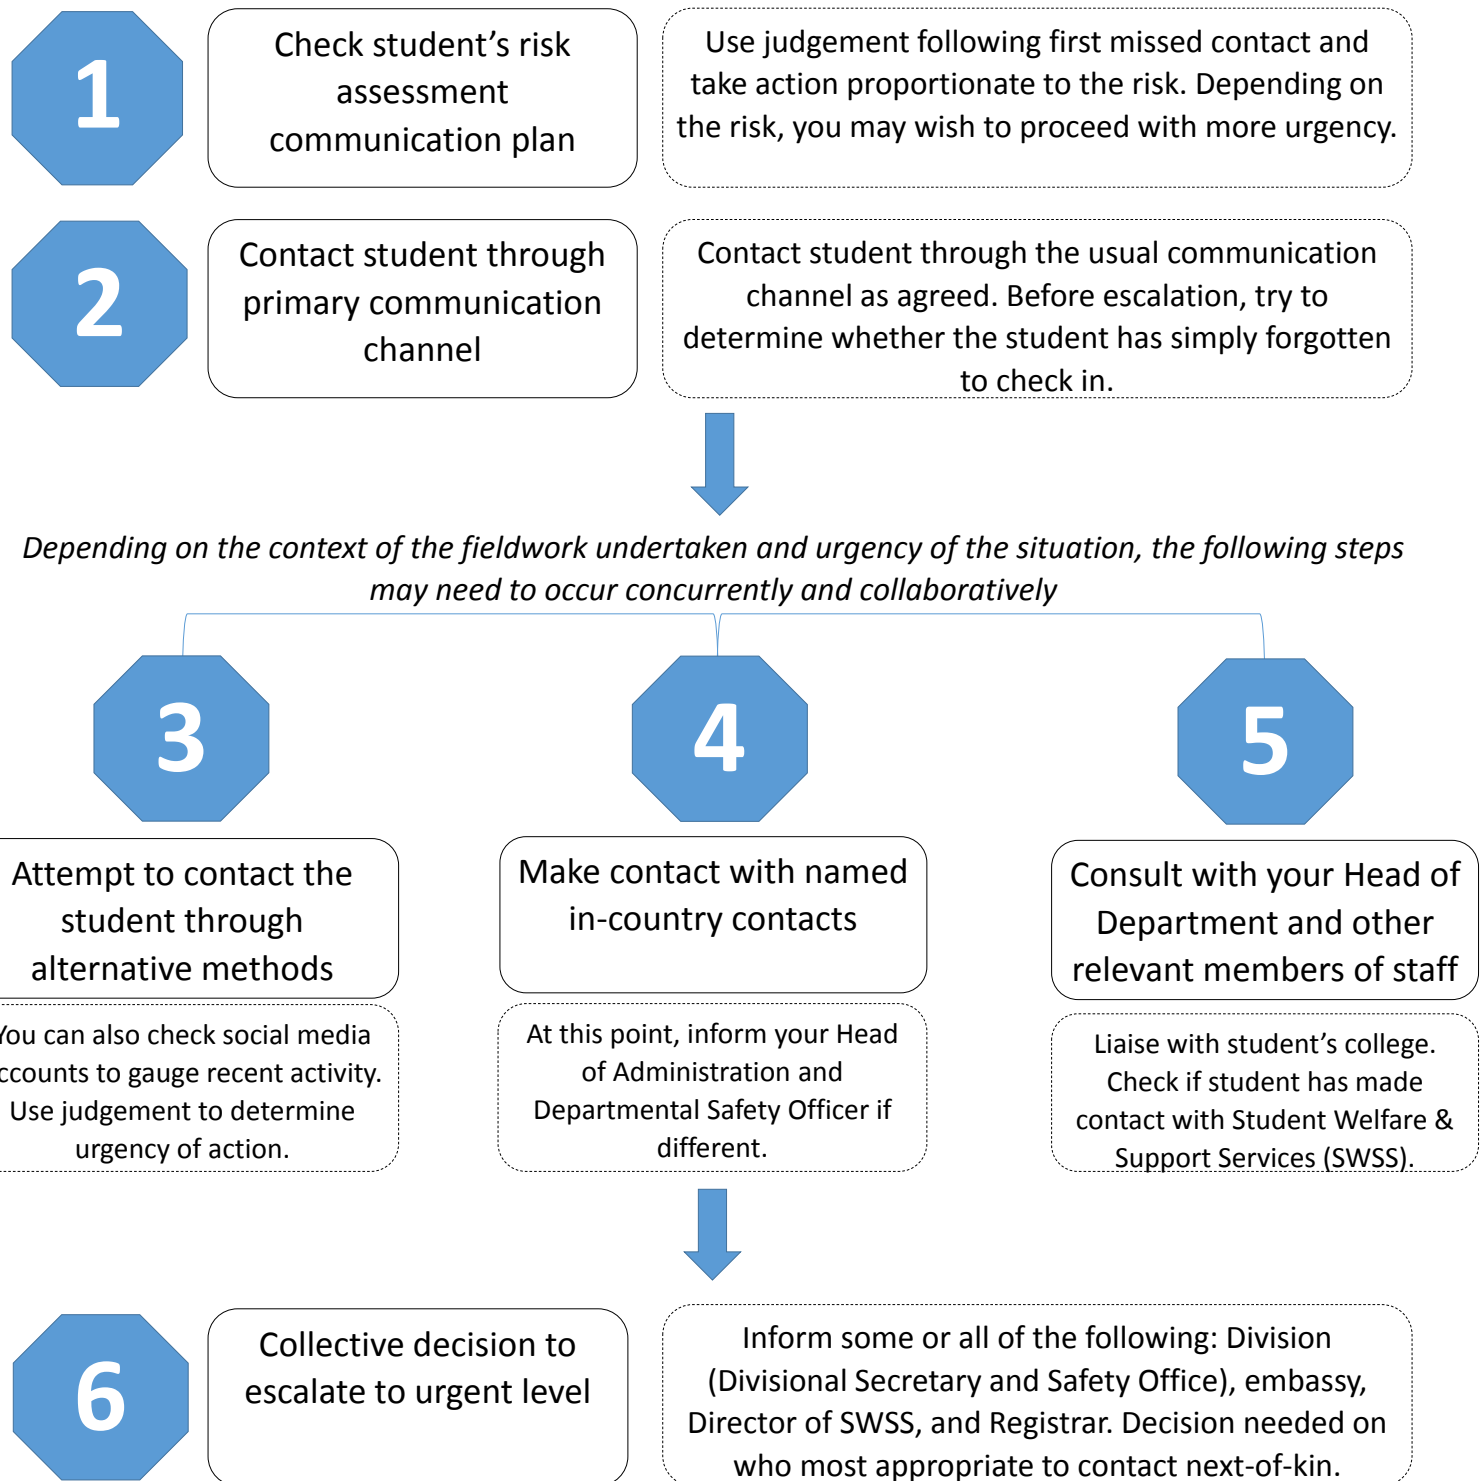 1
Check student’s risk
assessment
communication plan
Use judgement following first missed contact and
take action proportionate to the risk. Depending on
the risk, you may wish to proceed with more urgency.
2
Contact student through
primary communication
channel
Contact student through the usual communication
channel as agreed. Before escalation, try to
determine whether the student has simply forgotten
to check in.
Depending on the context of the fieldwork undertaken and urgency of the situation, the following steps
may need to occur concurrently and collaboratively
3
Attempt to contact the
student through
alternative methods
You can also check social media
accounts to gauge recent activity.
Use judgement to determine
urgency of action.
4
Make contact with named
in-country contacts
At this point, inform your Head
of Administration and
Departmental Safety Officer if
different.
5
Consult with your Head of
Department and other
relevant members of staff
Liaise with student’s college.
Check if student has made
contact with Student Welfare &
Support Services (SWSS).
6
Collective decision to
escalate to urgent level
Inform some or all of the following: Division
(Divisional Secretary and Safety Office), embassy,
Director of SWSS, and Registrar. Decision needed on
who most appropriate to contact next-of-kin.